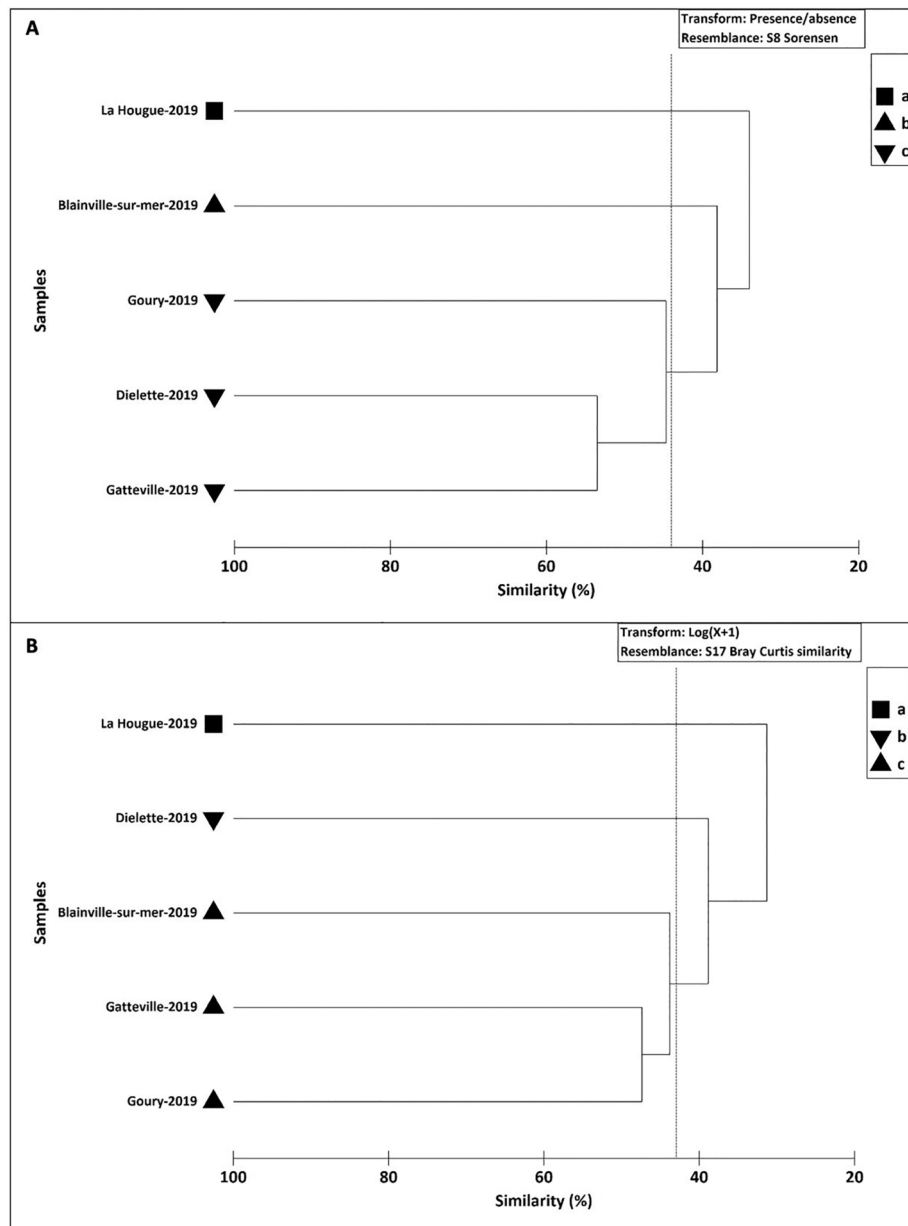 A
Transform: Presence/absence
Resemblance: S8 Sorensen
a
b
c
La Hougue-2019
Blainville-sur-mer-2019
Goury-2019
Dielette-2019
Gatteville-2019
Samples
100 80 60 40 20
Similarity (%)
B
Transform: Log(X+1)
Resemblance: S17 Bray Curtis similarity
a
b
c
La Hougue-2019
Dielette-2019
Blainville-sur-mer-2019
Gatteville-2019
Goury-2019
Samples
100 80 60 40 20
Similarity (%)